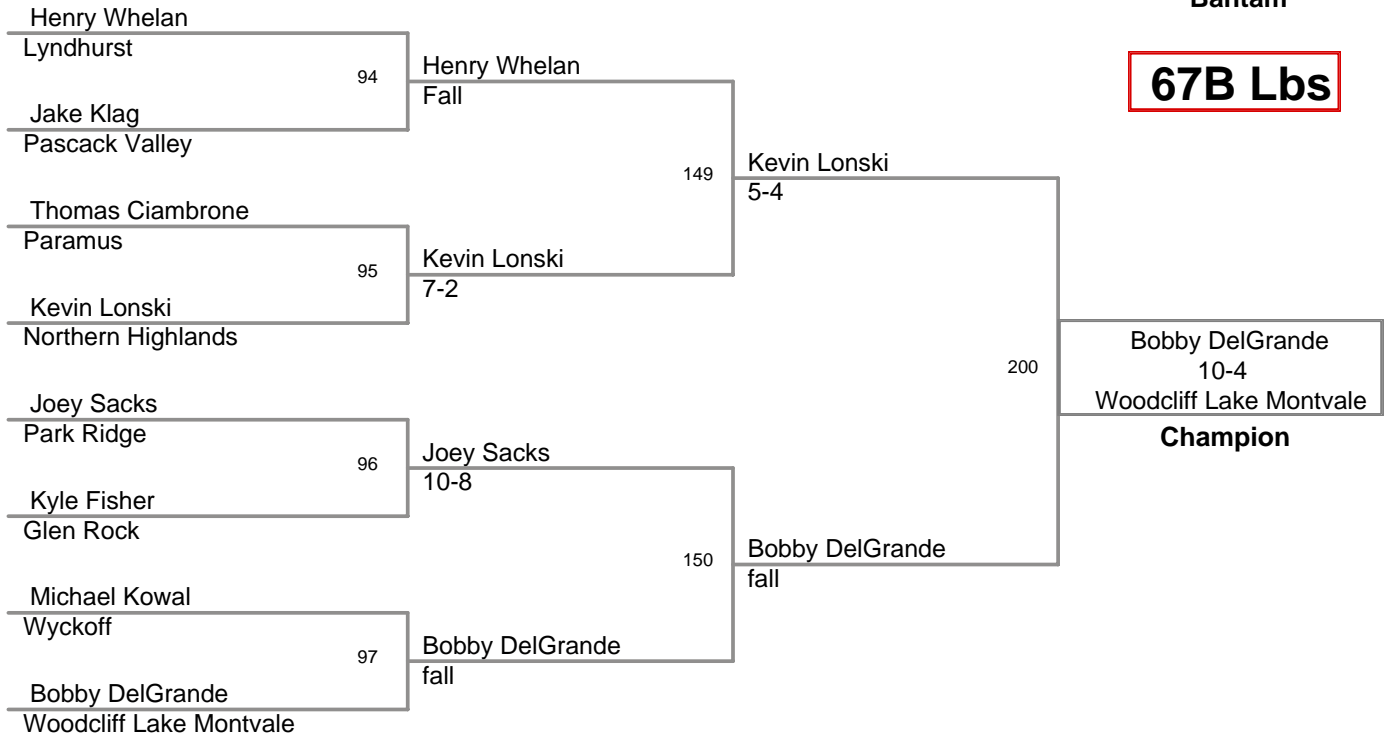 Bantam
67B Lbs
Henry Whelan
Lyndhurst
94
Jake Klag
Pascack Valley
Henry Whelan
Fall
149
Thomas Ciambrone
Paramus
95
Kevin Lonski
Northern Highlands
Kevin Lonski
7-2
Kevin Lonski
5-4
200
Joey Sacks
Park Ridge
96
Kyle Fisher
Glen Rock
Joey Sacks
10-8
150
Michael Kowal
Wyckoff
97
Bobby DelGrande
Woodcliff Lake Montvale
Bobby DelGrande
fall
Bobby DelGrande
fall
Bobby DelGrande
10-4
Woodcliff Lake Montvale
Champion